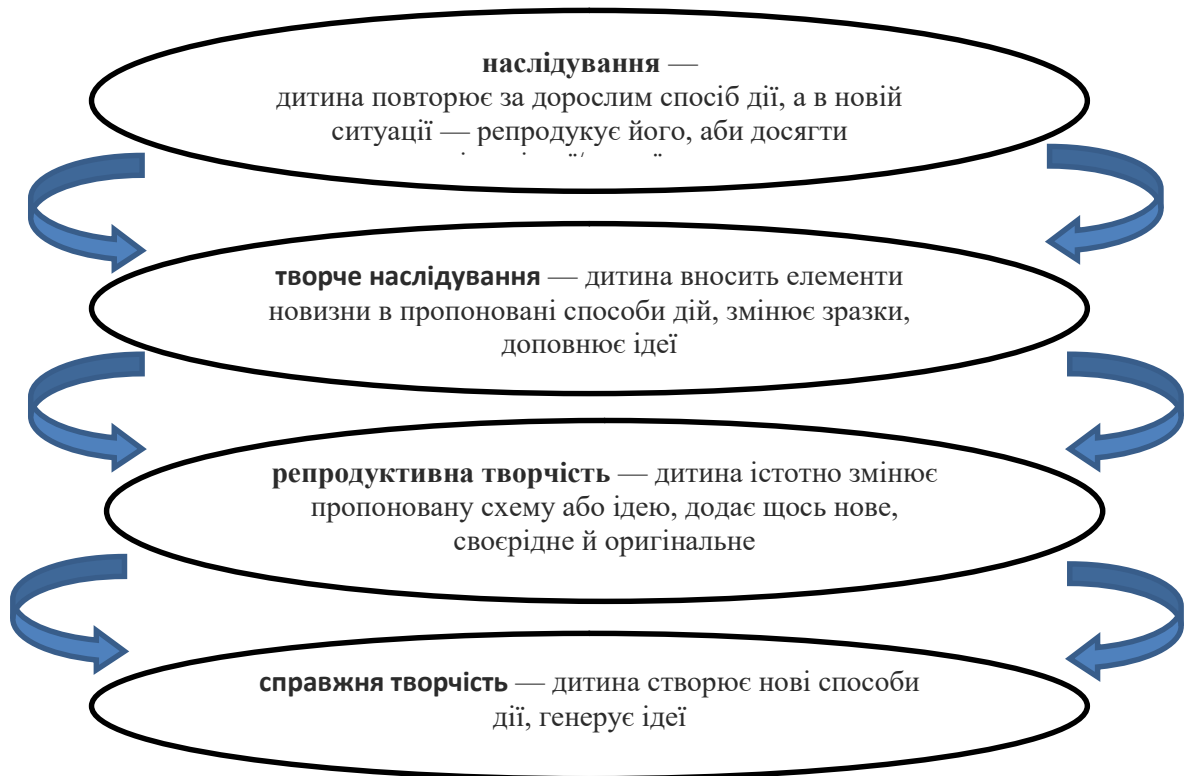 наслідування —
дитина повторює за дорослим спосіб дії, а в новій
ситуації — репродукує його, аби досягти
творче наслідування — дитина вносить елементи
новизни в пропоновані способи дій, змінює зразки,
доповнює ідеї
репродуктивна творчість — дитина істотно змінює
пропоновану схему або ідею, додає щось нове,
своєрідне й оригінальне
справжня творчість — дитина створює нові способи
дії, генерує ідеї